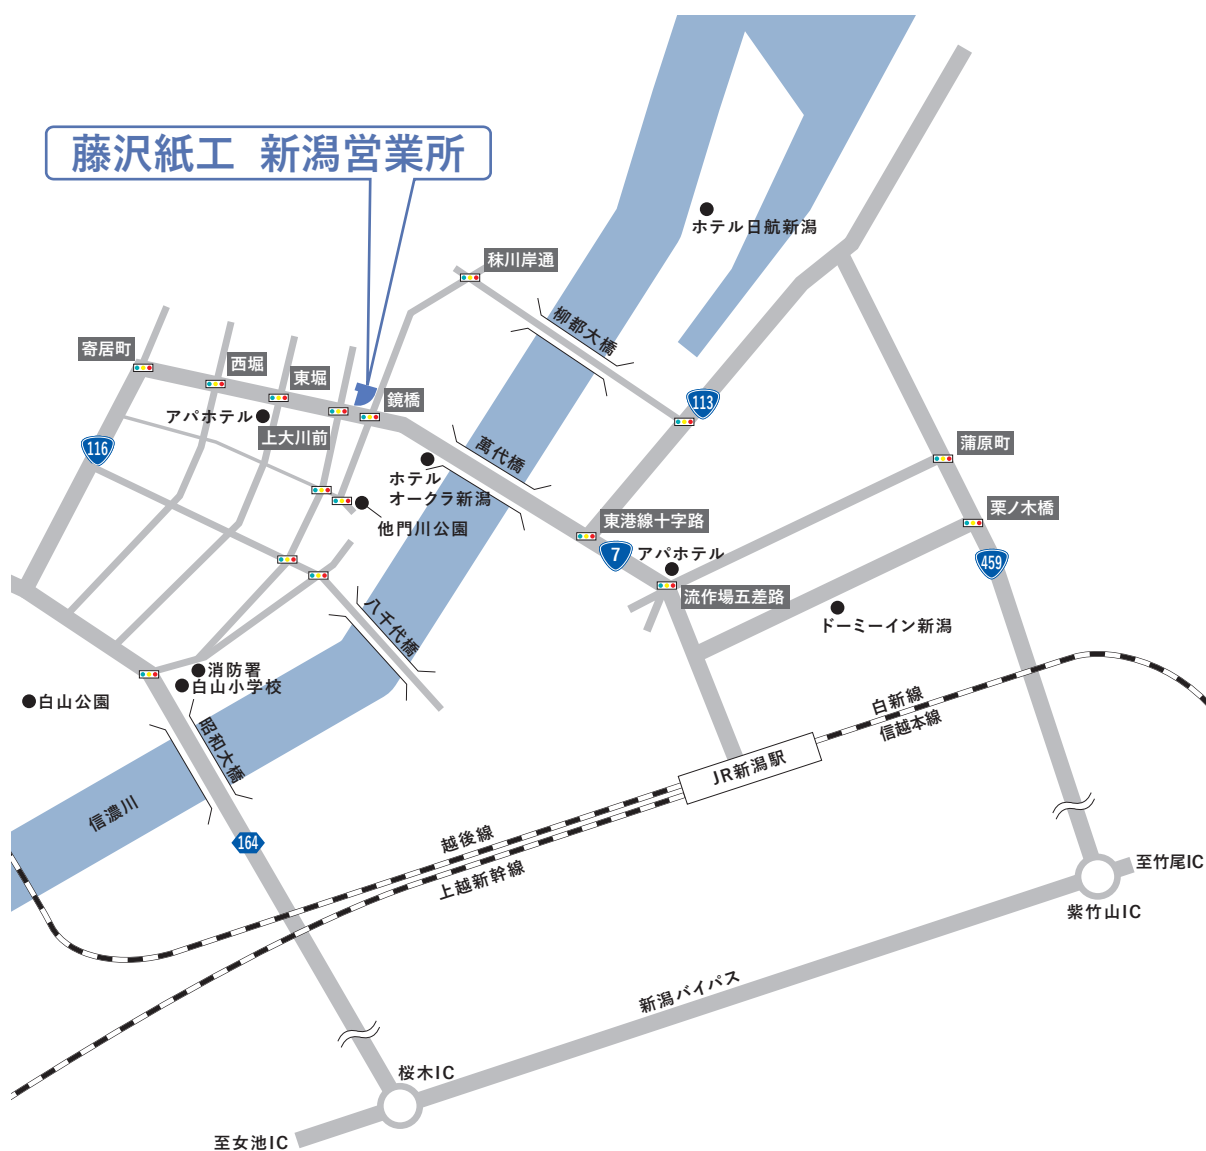 藤沢紙工 新潟営業所
ホテル日航新潟
秣川岸通
柳都大橋
寄居町
西堀
東堀
鏡橋
113
アパホテル
上大川前
116
萬代橋
蒲原町
ホテル
オークラ新潟
他門川公園
東港線十字路
栗ノ木橋
7
アパホテル
459
流作場五差路
ドーミーイン新潟
八千代橋
消防署
白山小学校
白山公園
昭和大橋
白新線
信越本線
JR新潟駅
信濃川
164
越後線
上越新幹線
至竹尾IC
紫竹山IC
新潟バイパス
桜木IC
至女池IC